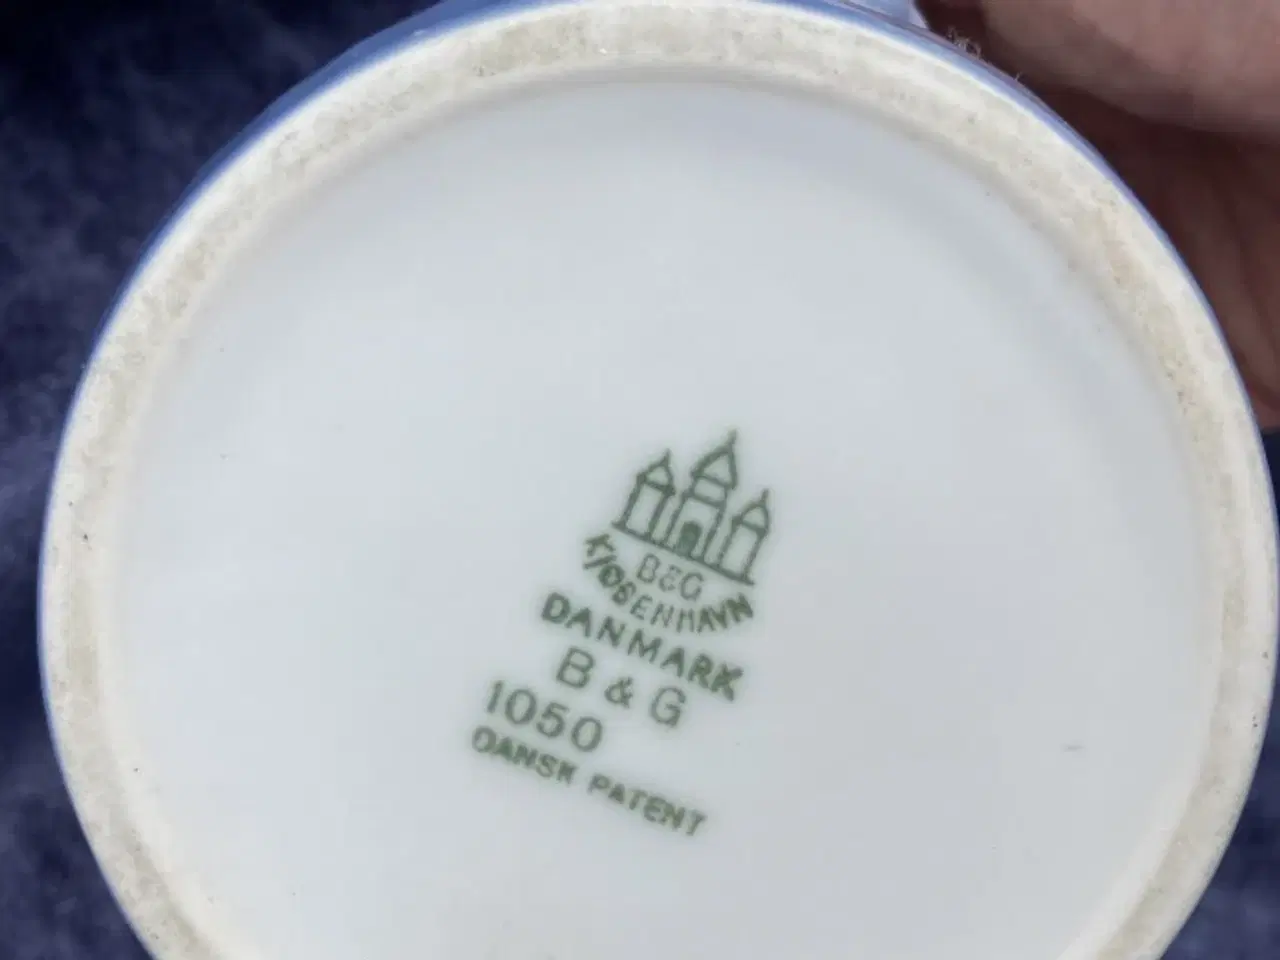 B&G
KJØBENHAVN
DANMARK
B & G
1050
DANSK PATENT